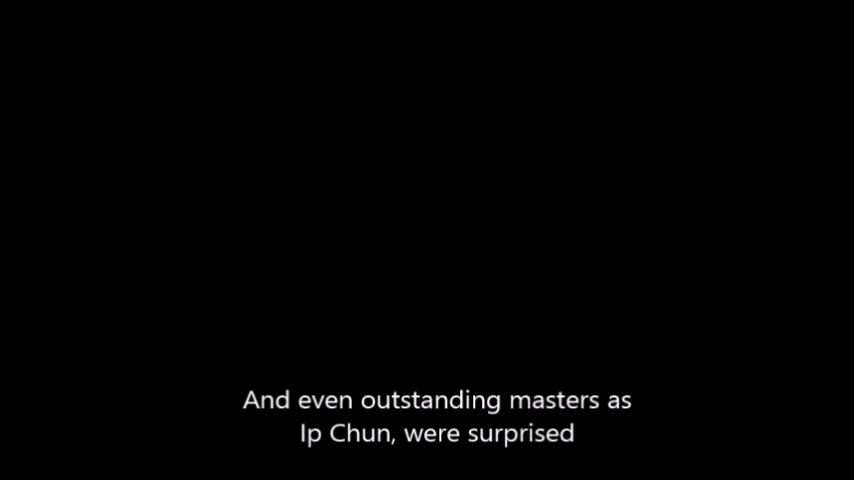 And even outstanding masters as
Ip Chun, were surprised